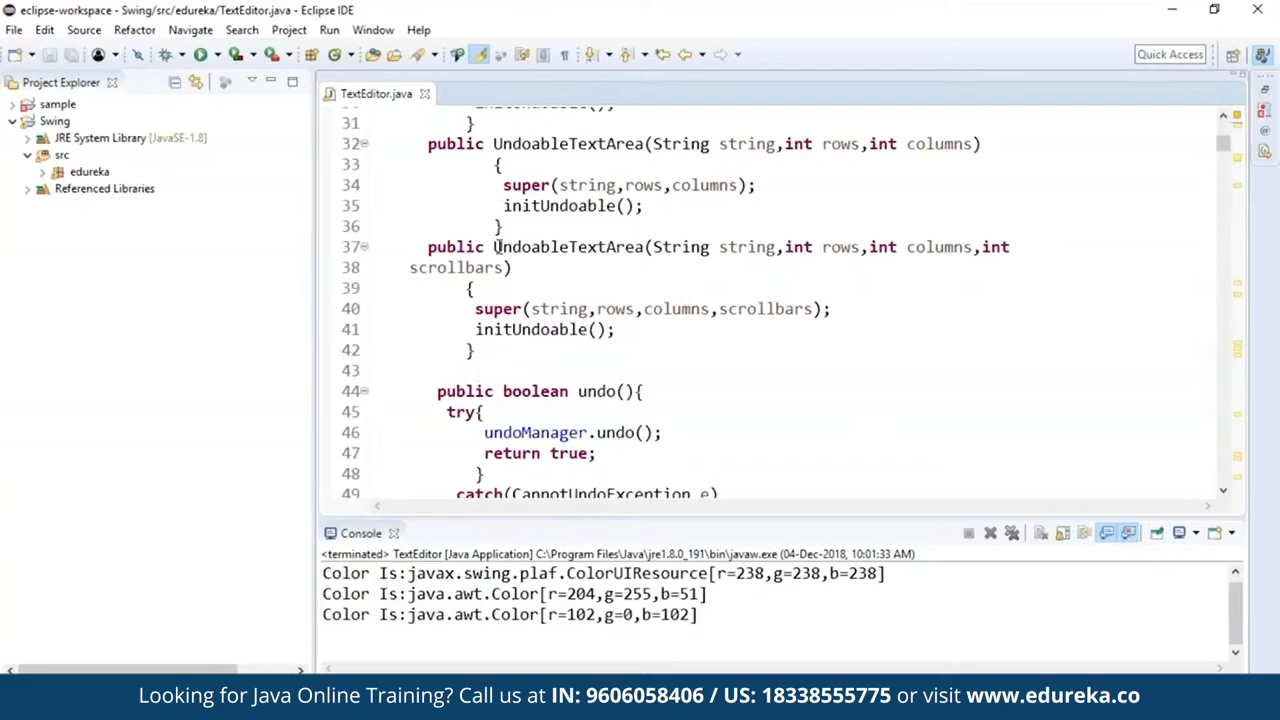 eclipse-workspace - Swing/src/edureka/TextEditor.java - Eclipse IDE
File Edit Source Refactor Navigate Search Project Run Window Help
Quick Access
Project Explorer
sample
Swing
JRE System Library [JavaSE-1.8]
src
edureka
Referenced Libraries
TextEditor.java
31 }
32 public UndoableTextArea(String string,int rows,int columns)
33 {
34 super(string,rows,columns);
35 initUndoable();
36 }
37 public UndoableTextArea(String string,int rows,int columns,int
38 scrollbars)
39 {
40 super(string,rows,columns,scrollbars);
41 initUndoable();
42 }
43
44 public boolean undo(){
45 try{
46 undoManager.undo();
47 return true;
48 }
49 catch(CannotUndoException e)
Console
<terminated> TextEditor [Java Application] C:\Program Files\Java\jre1.8.0_191\bin\javaw.exe (04-Dec-2018, 10:01:33 AM)
Color Is:javax.swing.plaf.ColorUIResource[r=238,g=238,b=238]
Color Is:java.awt.Color[r=204,g=255,b=51]
Color Is:java.awt.Color[r=102,g=0,b=102]
Looking for Java Online Training? Call us at IN: 9606058406 / US: 18338555775 or visit www.edureka.co